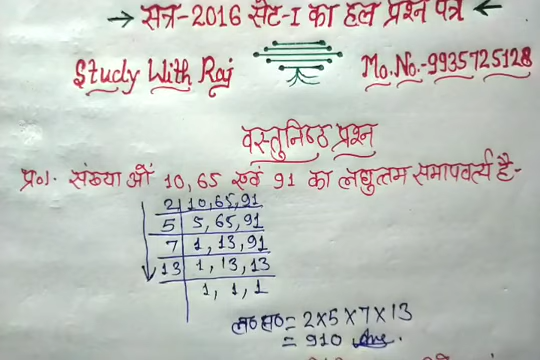 → सत्र-2016 सेट-I का हल प्रश्न पत्र ←
Study With Raj
Mo.No.-9935725128
वस्तुनिष्ठ प्रश्न
प्र०1. संख्याओं 10,65 एवं 91 का लघुत्तम समापवर्त्य है-
2 10,65,91
5 5,65,91
7 1,13,91
13 1,13,13
1,1,1
ल०स०=2×5×7×13
=910 Ans.